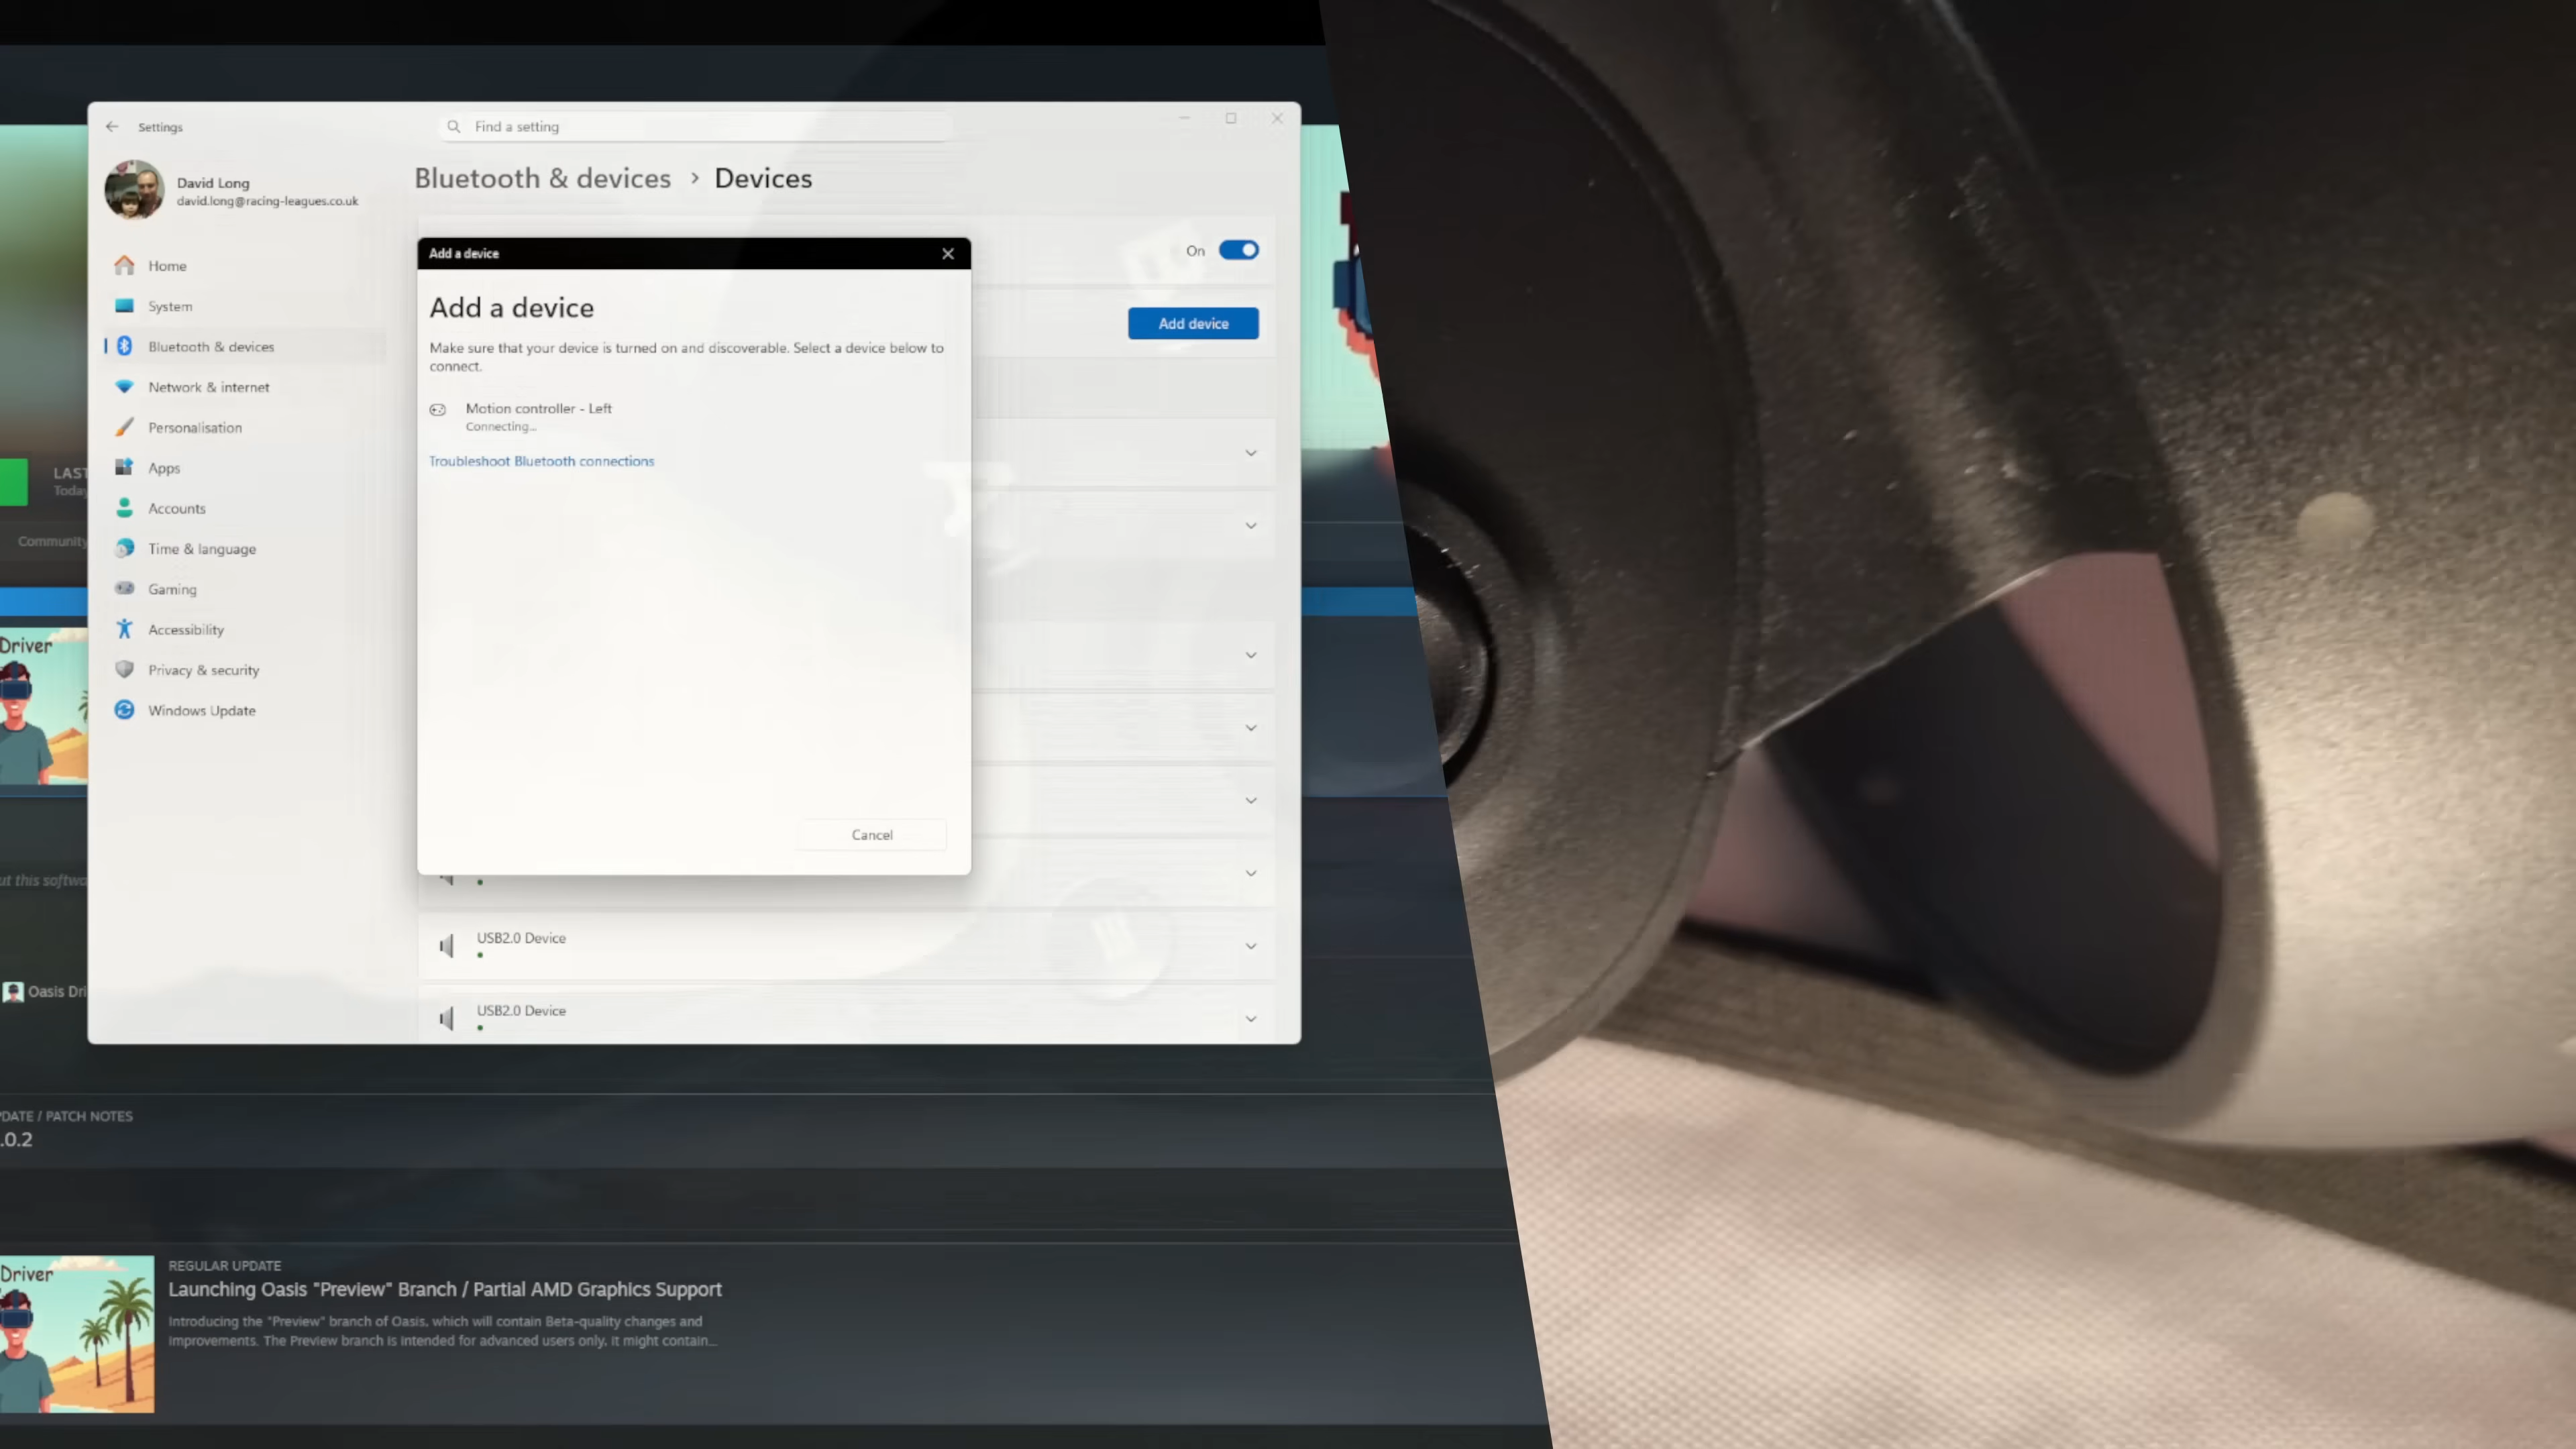 Settings
Find a setting
David Long
david.long@racing-leagues.co.uk
Bluetooth & devices > Devices
Home
System
Bluetooth & devices
Network & internet
Personalisation
Apps
Accounts
Time & language
Gaming
Accessibility
Privacy & security
Windows Update
On
Add device
Add a device
Add a device
Make sure that your device is turned on and discoverable. Select a device below to
connect.
Motion controller - Left
Connecting...
Troubleshoot Bluetooth connections
Cancel
USB2.0 Device
USB2.0 Device
LAST
Today
Community
Driver
ut this softwa
Oasis Dri
PDATE / PATCH NOTES
.0.2
Driver
REGULAR UPDATE
Launching Oasis "Preview" Branch / Partial AMD Graphics Support
Introducing the "Preview" branch of Oasis, which will contain Beta-quality changes and
improvements. The Preview branch is intended for advanced users only, it might contain...